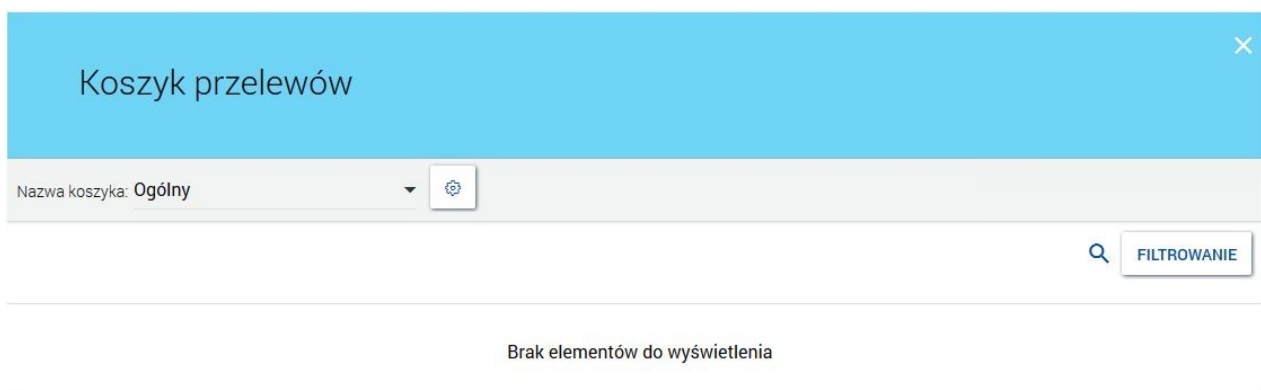 Koszyk przelewów
Nazwa koszyka: Ogólny
FILTROWANIE
Brak elementów do wyświetlenia